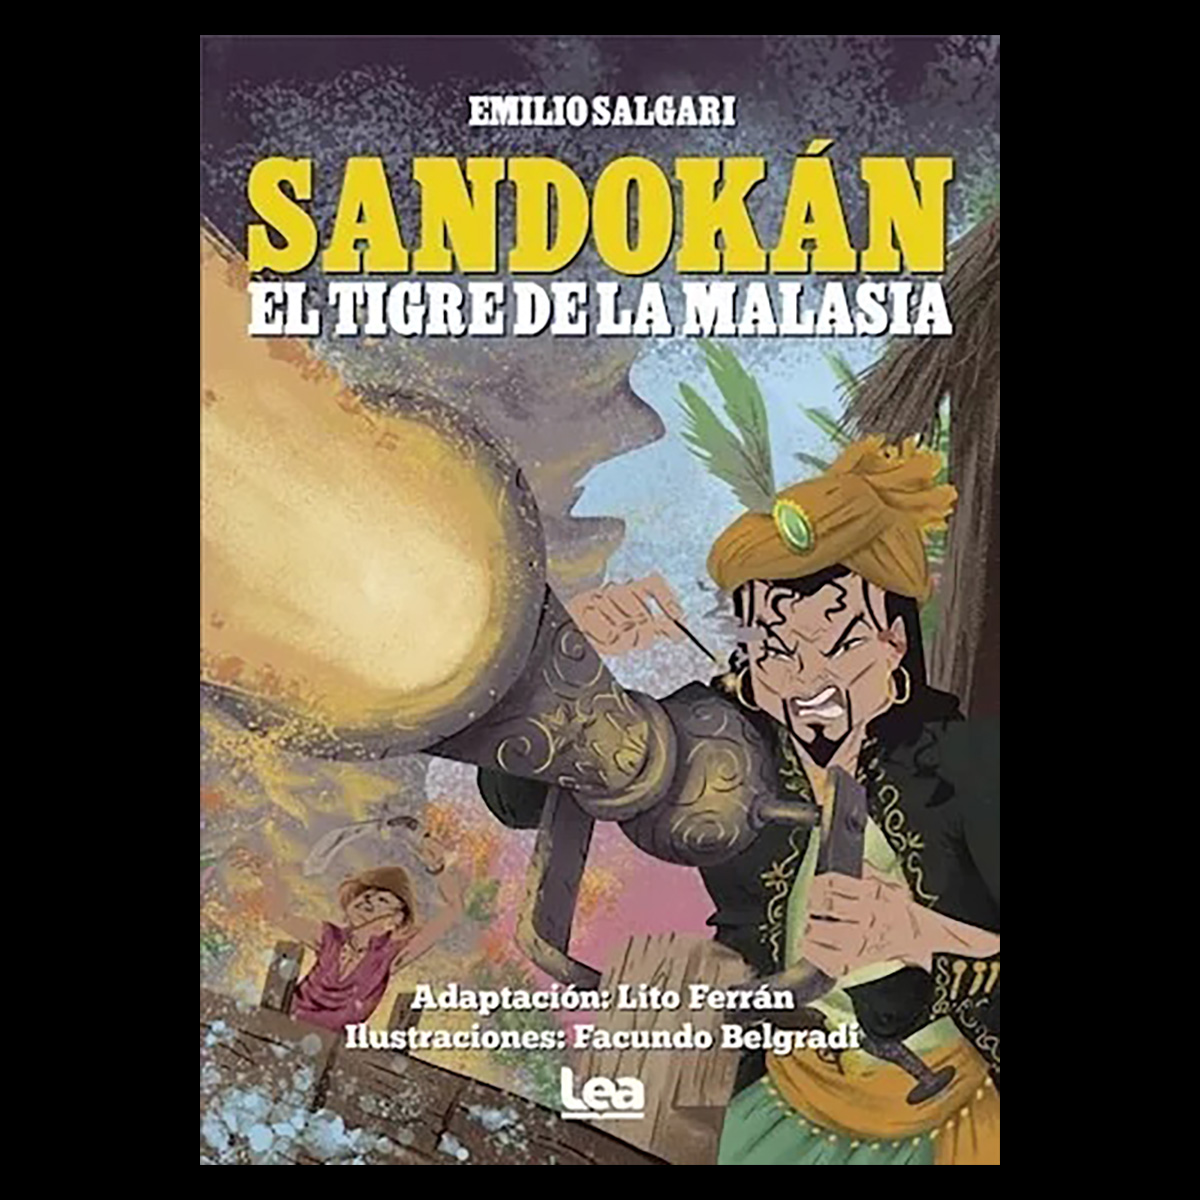 EMILIO SALGARI
SANDOKÁN
EL TIGRE DE LA MALASIA
Adaptación: Lito Ferrán
Ilustraciones: Facundo Belgradi
Lea